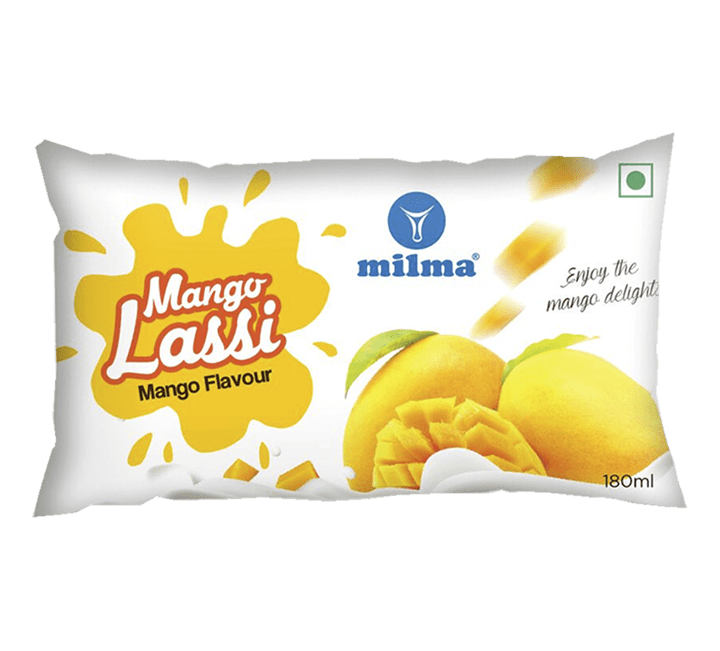 Mango
Lassi
Mango Flavour
milma®
Enjoy the
mango delights
180ml